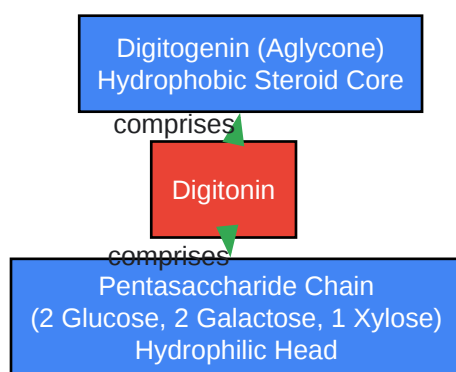 Digitogenin (Aglycone)
Hydrophobic Steroid Core
comprises
Digitonin
comprises
Pentasaccharide Chain
(2 Glucose, 2 Galactose, 1 Xylose)
Hydrophilic Head